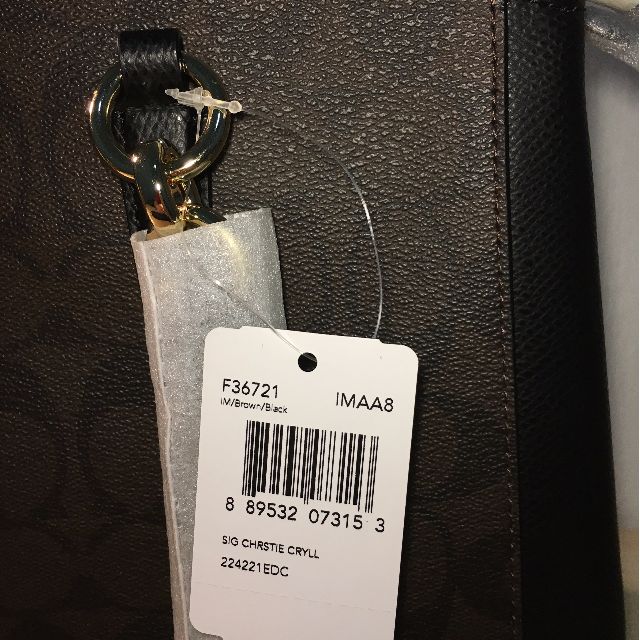 F36721 IMAA8
IM/Brown/Black
8 89532 07315 3
SIG CHRSTIE CRYLL
224221EDC